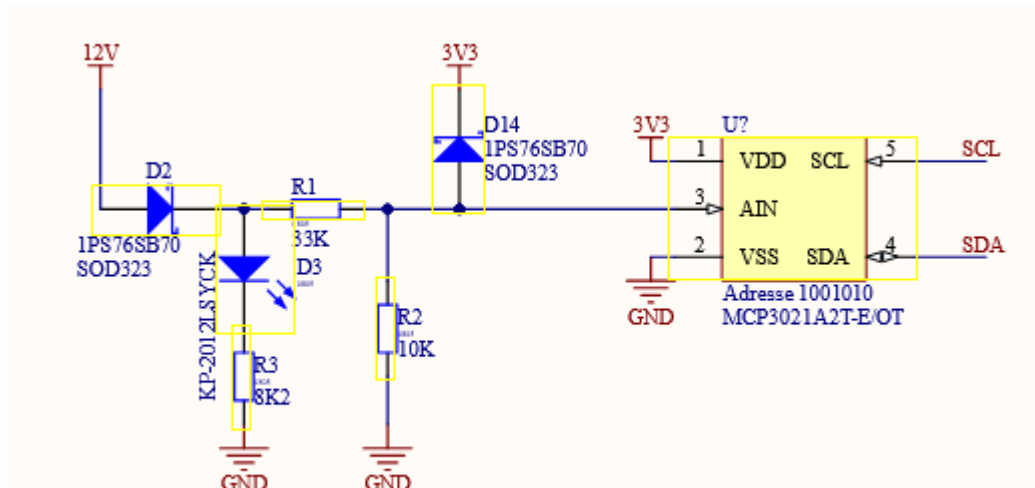 12V
3V3
D14
1PS76SB70
SOD323
3V3
U?
1
VDD
SCL
5
SCL
D2
R1
3
AIN
1PS76SB70
SOD323
33K
2
VSS
SDA
4
SDA
KP-2012LSYCK
D3
GND
Adresse 1001010
MCP3021A2T-E/OT
R2
10K
R3
8K2
GND
GND